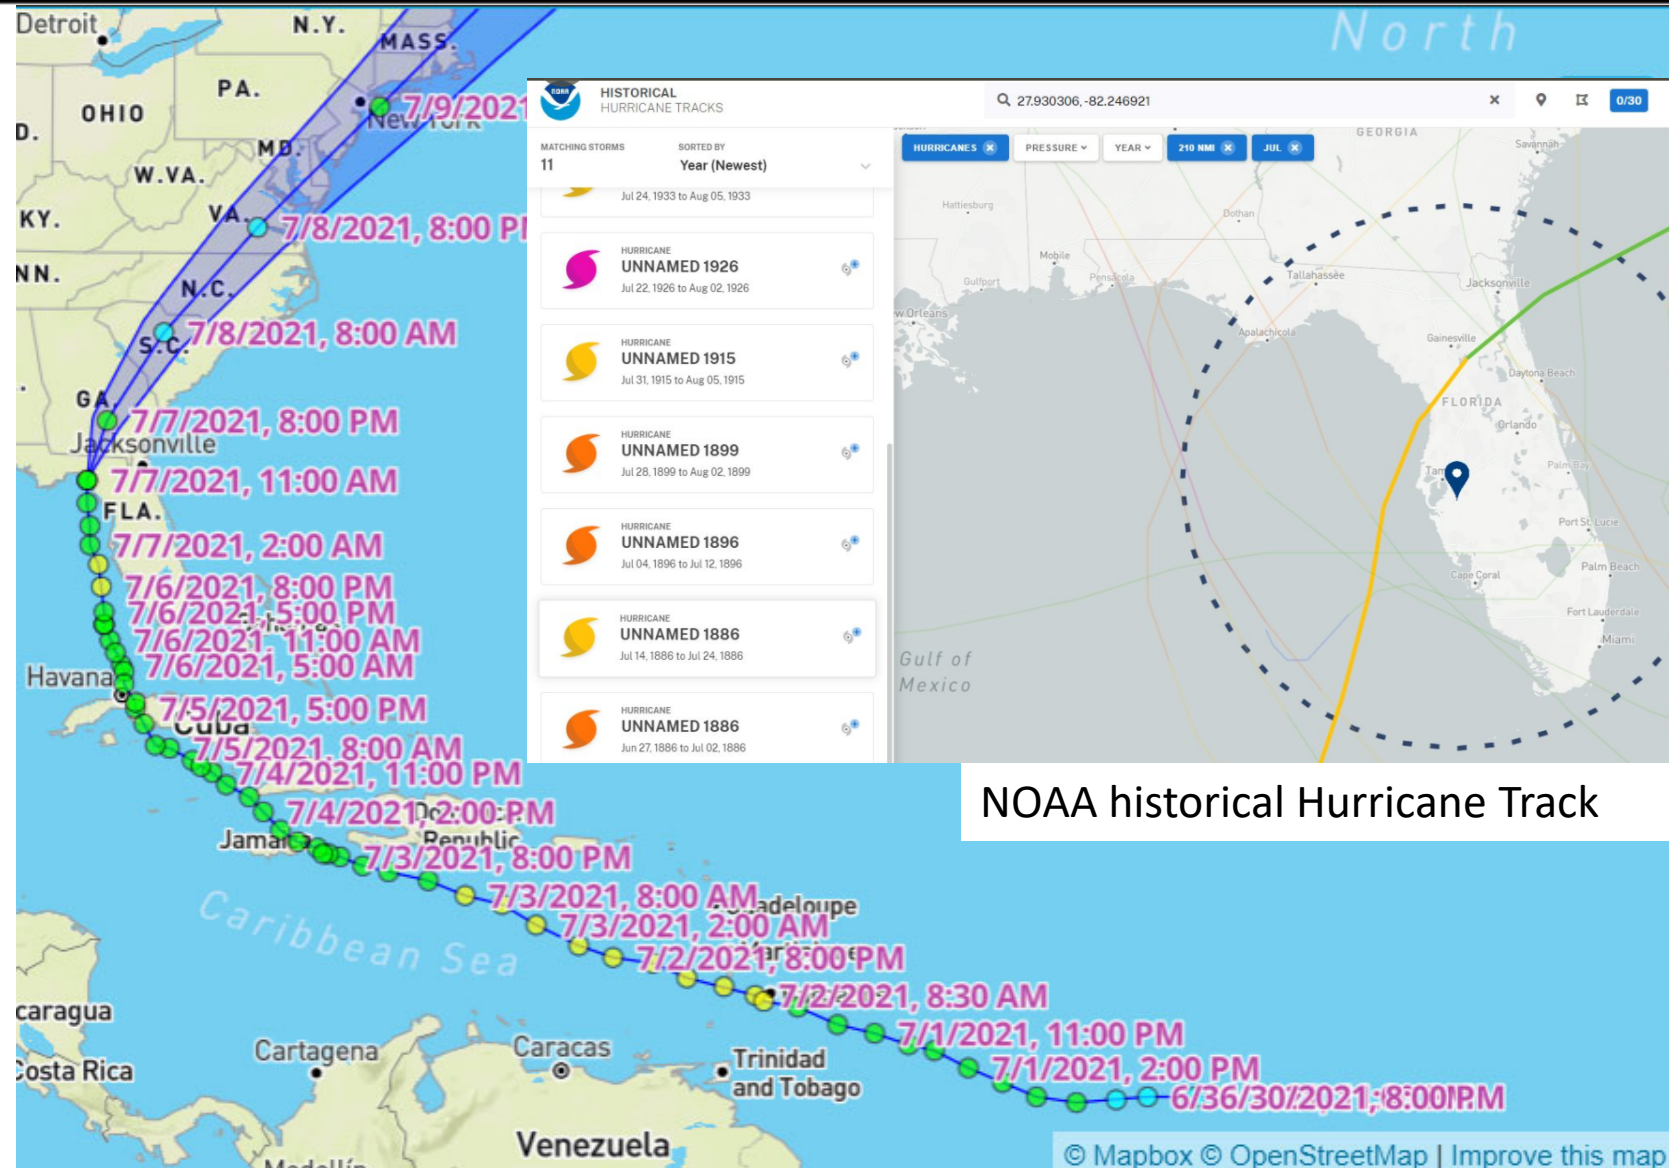 North
Detroit
N.Y.
MASS.
PA.
OHIO
7/9/2021
New York
D.
MD.
W.VA.
KY.
VA.
7/8/2021, 8:00 P
NN.
N.C.
S.C.
7/8/2021, 8:00 AM
GA.
7/7/2021, 8:00 PM
Jacksonville
7/7/2021, 11:00 AM
FLA.
7/7/2021, 2:00 AM
7/6/2021, 8:00 PM
7/6/2021, 5:00 PM
7/6/2021, 11:00 AM
7/6/2021, 5:00 AM
Havana
7/5/2021, 5:00 PM
Cuba
7/5/2021, 8:00 AM
7/4/2021, 11:00 PM
7/4/2021, 2:00 PM
Republic
7/3/2021, 8:00 PM
7/3/2021, 8:00 AM
adeloupe
7/3/2021, 2:00 AM
Caribbean Sea
7/2/2021, 8:00 PM
7/2/2021, 8:30 AM
7/1/2021, 11:00 PM
7/1/2021, 2:00 PM
caragua
Costa Rica
Cartagena
Caracas
Trinidad
and Tobago
Venezuela
Medellín
© Mapbox © OpenStreetMap | Improve this map
NOAA
HISTORICAL
HURRICANE TRACKS
27.930306,-82.246921
0/30
MATCHING STORMS
11
SORTED BY
Year (Newest)
HURRICANES
PRESSURE
YEAR
210 NMI
JUL
Jul 24, 1933 to Aug 05, 1933
HURRICANE
UNNAMED 1926
Jul 22, 1926 to Aug 02, 1926
HURRICANE
UNNAMED 1915
Jul 31, 1915 to Aug 05, 1915
HURRICANE
UNNAMED 1899
Jul 28, 1899 to Aug 02, 1899
HURRICANE
UNNAMED 1896
Jul 04, 1896 to Jul 12, 1896
HURRICANE
UNNAMED 1886
Jul 14, 1886 to Jul 24, 1886
HURRICANE
UNNAMED 1886
Jun 27, 1886 to Jul 02, 1886
GEORGIA
Savannah
Hattiesburg
Dothan
Mobile
Gulfport
Pensacola
Tallahassee
Jacksonville
w Orleans
Apalachicola
Gainesville
Daytona Beach
FLORIDA
Orlando
Tam
Palm Bay
Port St. Lucie
Cape Coral
Palm Beach
Fort Lauderdale
Miami
Gulf of
Mexico
NOAA historical Hurricane Track